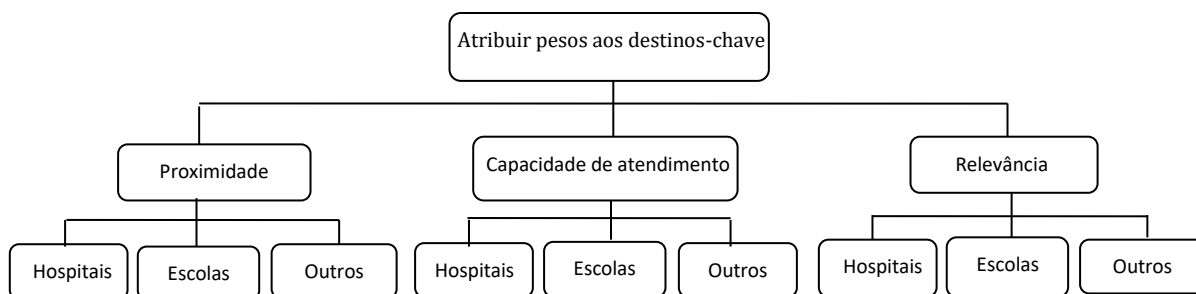 Atribuir pesos aos destinos-chave
Proximidade
Capacidade de atendimento
Relevância
Hospitais
Escolas
Outros
Hospitais
Escolas
Outros
Hospitais
Escolas
Outros